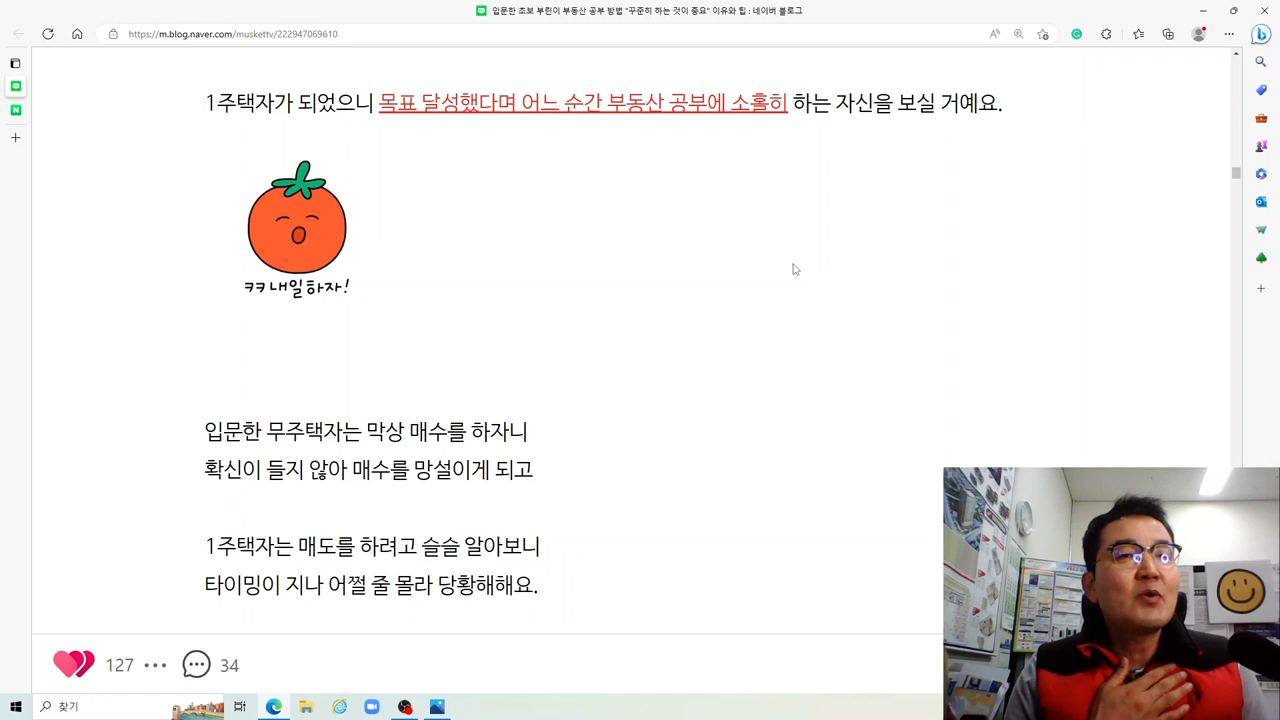 입문한 초보 부린이 부동산 공부 방법 "꾸준히 하는 것이 중요" 이유와 팁 : 네이버 블로그
https://m.blog.naver.com/muskettv/222947069610
1주택자가 되었으니 목표 달성했다며 어느 순간 부동산 공부에 소홀히 하는 자신을 보실 거예요.
ㅋㅋ내일하자!
입문한 무주택자는 막상 매수를 하자니
확신이 들지 않아 매수를 망설이게 되고
1주택자는 매도를 하려고 슬슬 알아보니
타이밍이 지나 어쩔 줄 몰라 당황해해요.
127 34
찾기